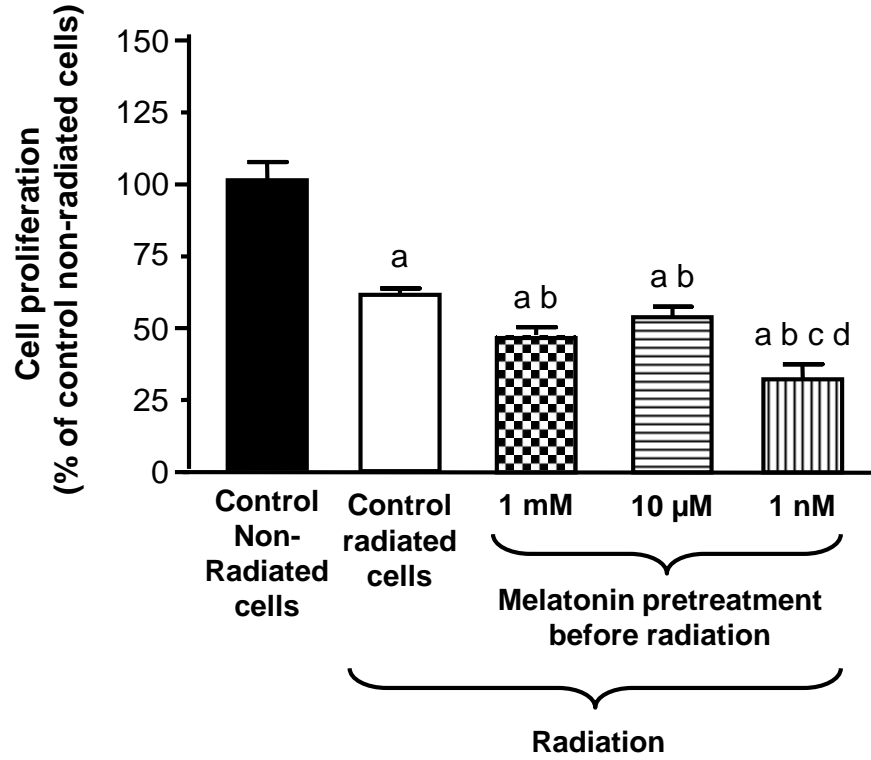 Cell proliferation
(% of control non-radiated cells)
150
125
100
75
50
25
0
a
a b
a b
a b c d
Control
Non-
Radiated
cells
Control
radiated
cells
1 mM
10 µM
1 nM
Melatonin pretreatment
before radiation
Radiation